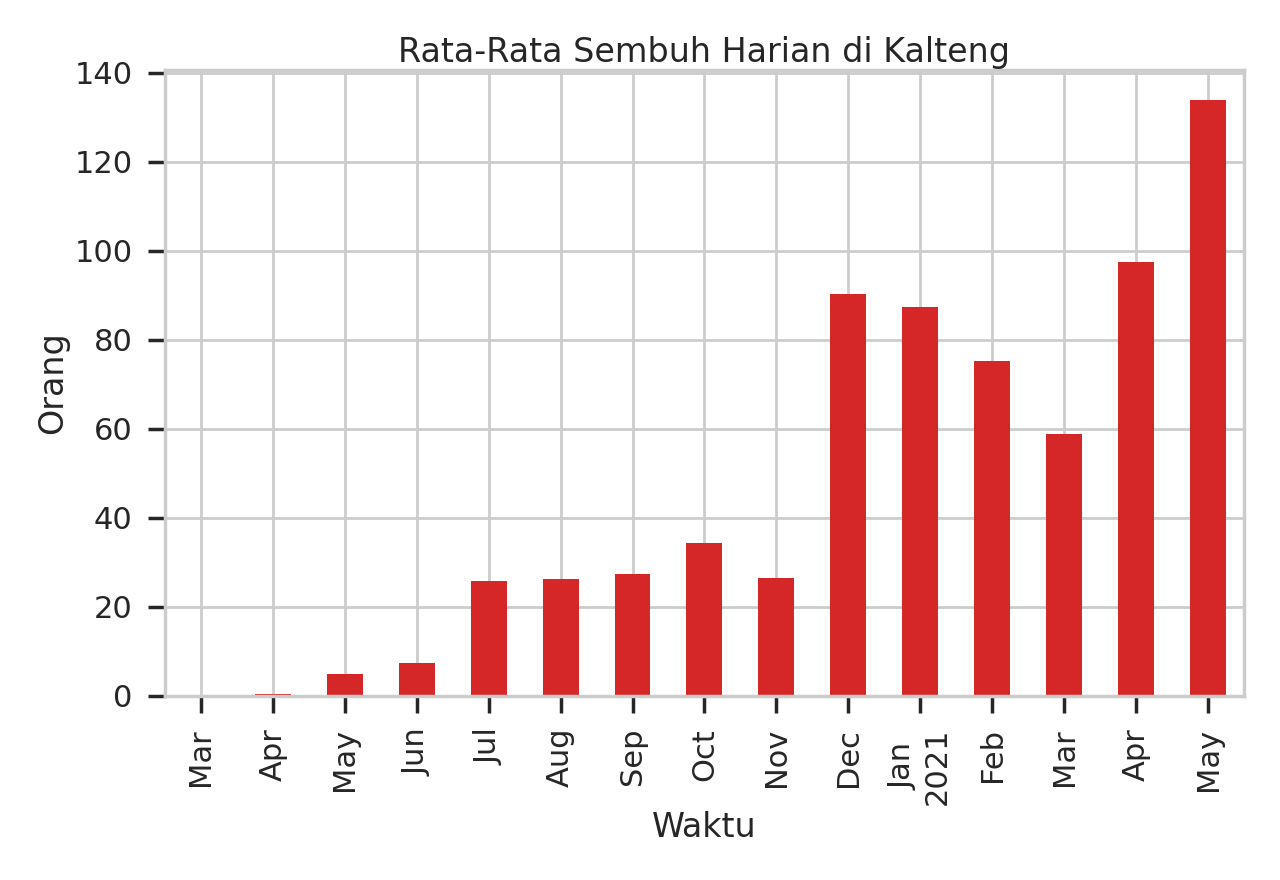 Rata-Rata Sembuh Harian di Kalteng
140
120
100
80
60
40
20
0
Orang
Mar
Apr
May
Jun
Jul
Aug
Sep
Oct
Nov
Dec
Jan
2021
Feb
Mar
Apr
May
Waktu